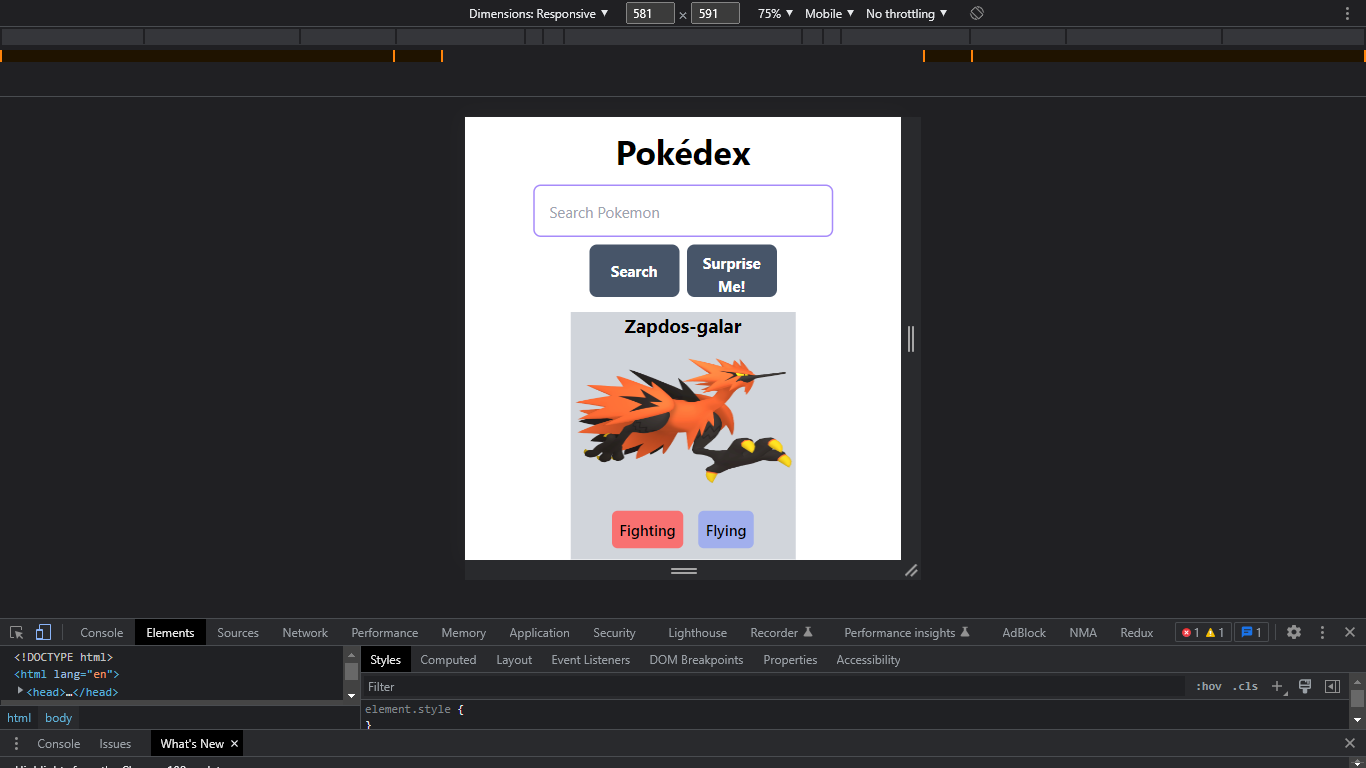 Dimensions: Responsive ▼ 581 × 591 75% ▼ Mobile ▼ No throttling ▼
Pokédex
Search Pokemon
Search
Surprise
Me!
Zapdos-galar
Fighting Flying
Console Elements Sources Network Performance Memory Application Security Lighthouse Recorder Performance insights AdBlock NMA Redux 1 1 1
<!DOCTYPE html>
<html lang="en">
<head>…</head>
html body
Styles Computed Layout Event Listeners DOM Breakpoints Properties Accessibility
Filter :hov .cls
element.style {
}
Console Issues What's New ×